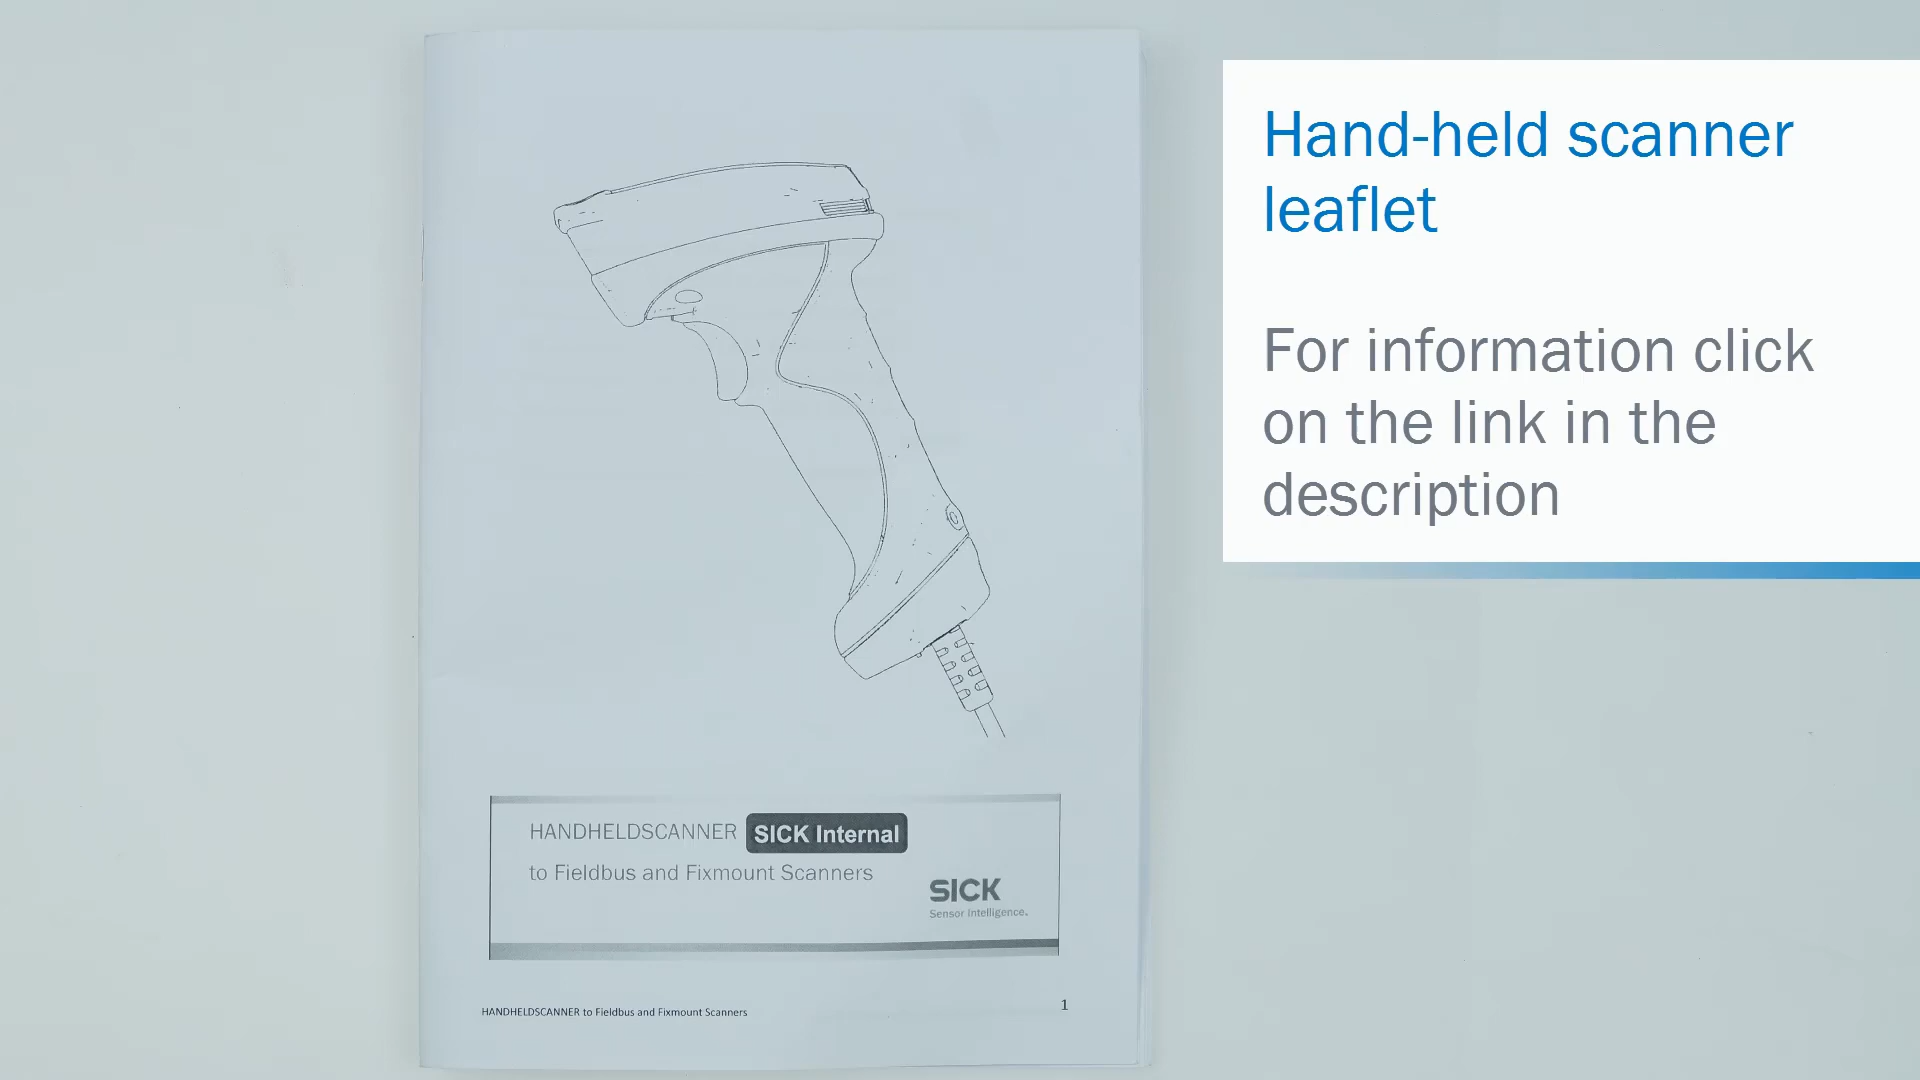 Hand-held scanner
leaflet
For information click
on the link in the
description
HANDHELDSCANNER SICK Internal
to Fieldbus and Fixmount Scanners
SICK
Sensor Intelligence.
HANDHELDSCANNER to Fieldbus and Fixmount Scanners
1